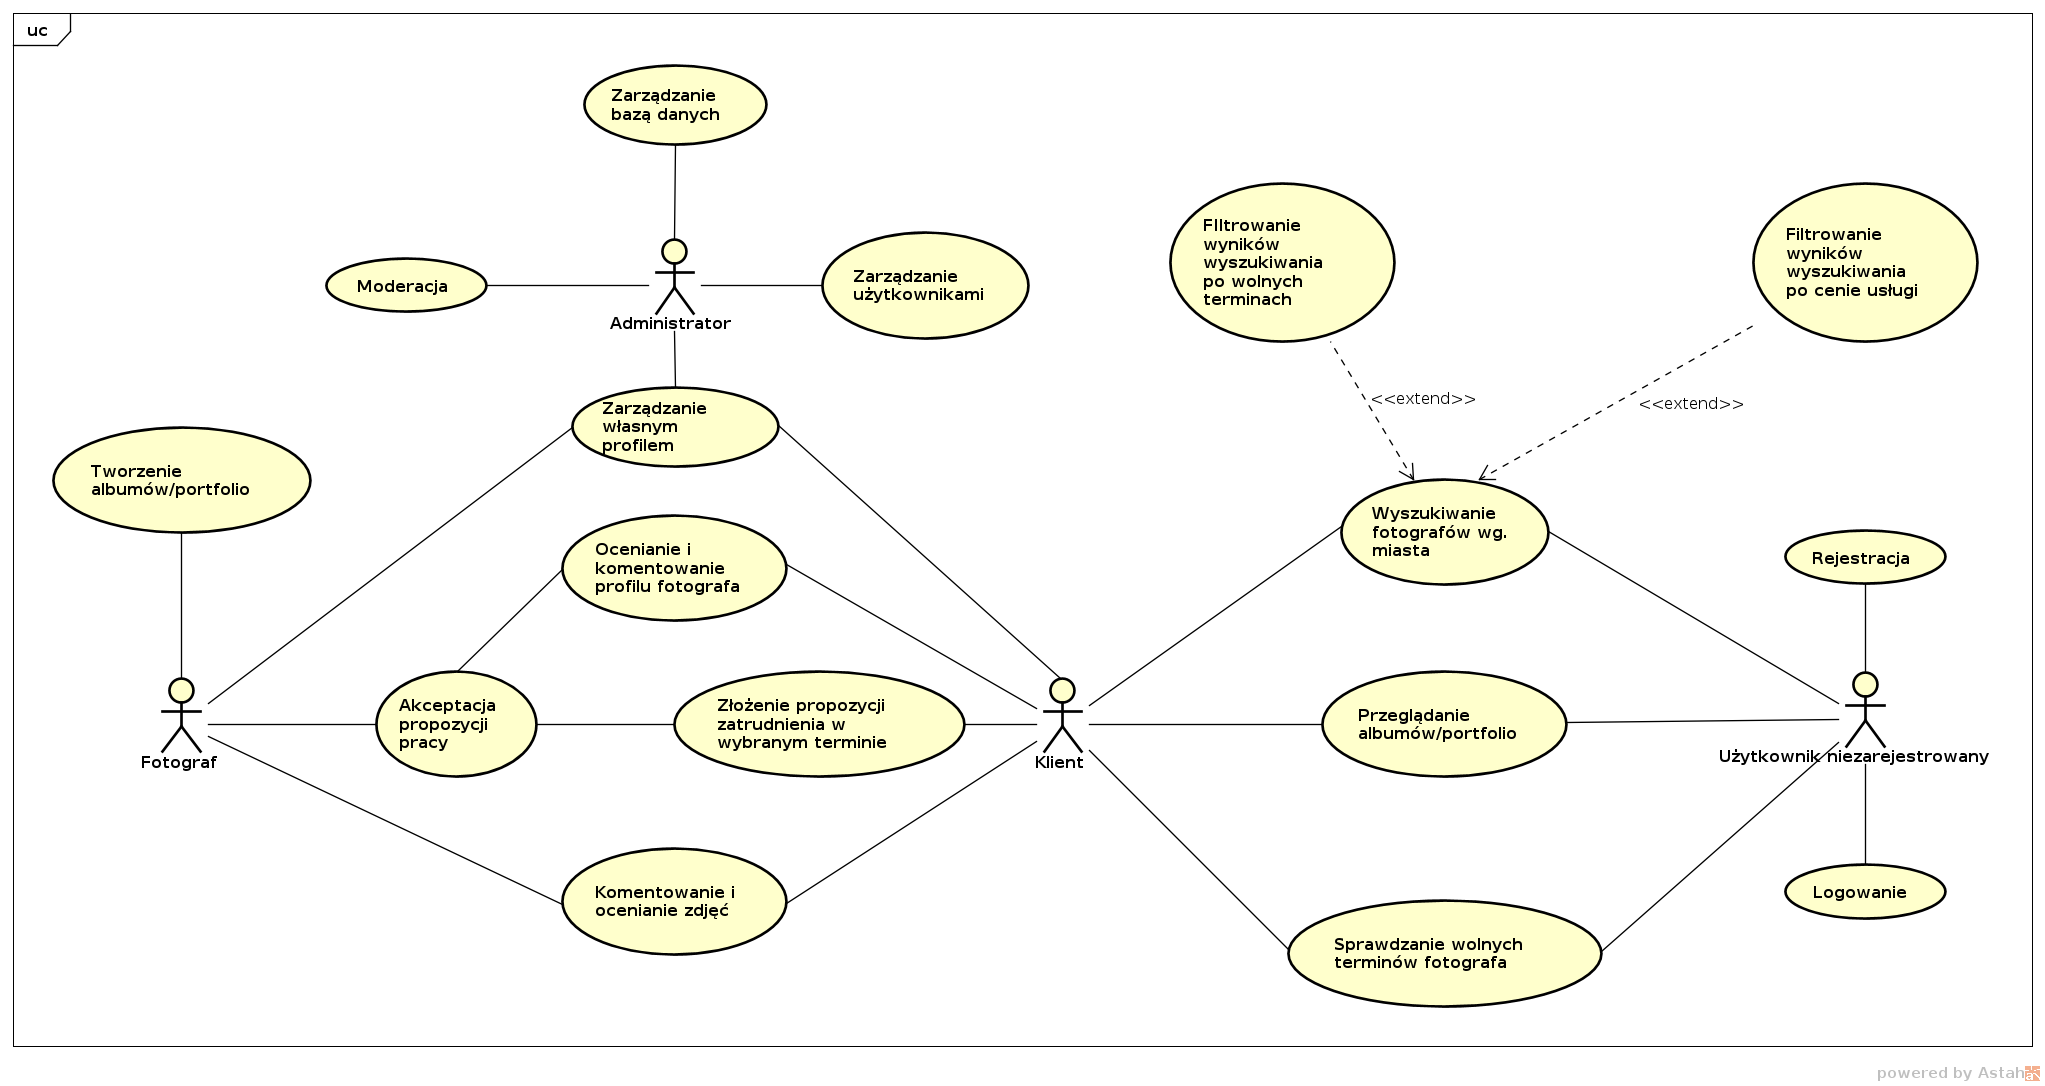 uc
Zarządzanie
bazą danych
Moderacja
Administrator
Zarządzanie
użytkownikami
FIltrowanie
wyników
wyszukiwania
po wolnych
terminach
Filtrowanie
wyników
wyszukiwania
po cenie usługi
<<extend>>
<<extend>>
Zarządzanie
własnym
profilem
Tworzenie
albumów/portfolio
Ocenianie i
komentowanie
profilu fotografa
Wyszukiwanie
fotografów wg.
miasta
Rejestracja
Fotograf
Akceptacja
propozycji
pracy
Złożenie propozycji
zatrudnienia w
wybranym terminie
Klient
Przeglądanie
albumów/portfolio
Użytkownik niezarejestrowany
Komentowanie i
ocenianie zdjęć
Logowanie
Sprawdzanie wolnych
terminów fotografa
powered by Astah